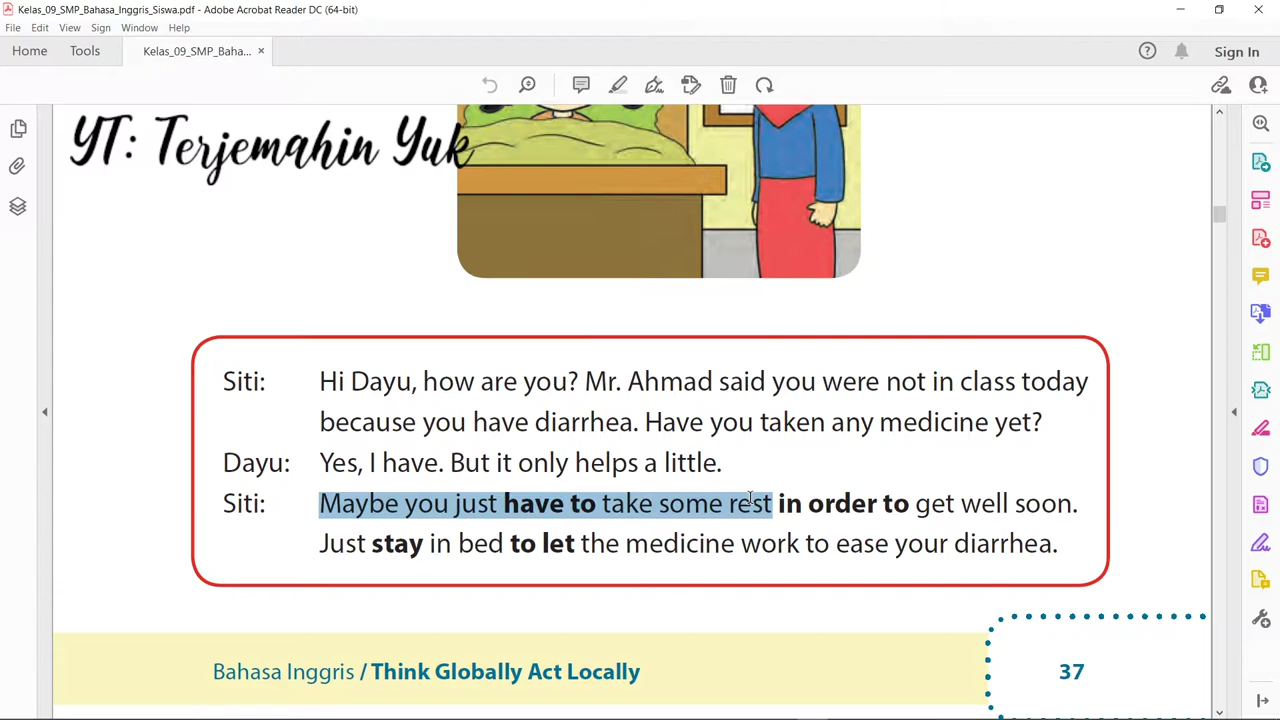 Kelas_09_SMP_Bahasa_Inggris_Siswa.pdf - Adobe Acrobat Reader DC (64-bit)
File Edit View Sign Window Help
Home Tools Kelas_09_SMP_Baha... × Sign In
YT: Terjemahin Yuk
Siti: Hi Dayu, how are you? Mr. Ahmad said you were not in class today
because you have diarrhea. Have you taken any medicine yet?
Dayu: Yes, I have. But it only helps a little.
Siti: Maybe you just have to take some rest in order to get well soon.
Just stay in bed to let the medicine work to ease your diarrhea.
Bahasa Inggris / Think Globally Act Locally 37